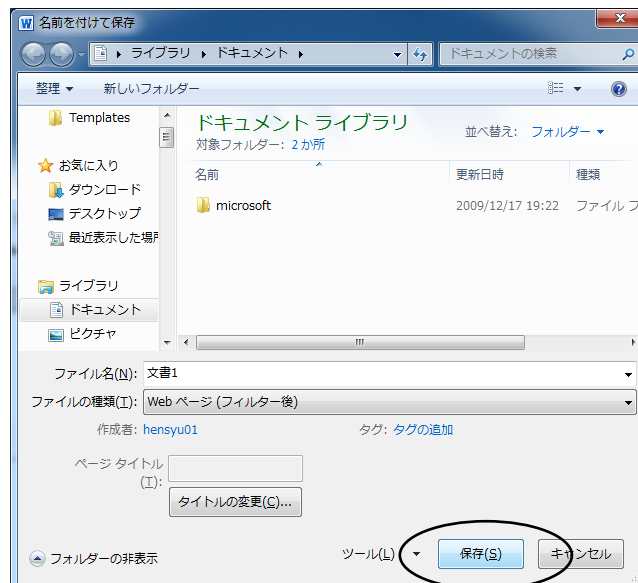 名前を付けて保存
ライブラリ ドキュメント
ドキュメントの検索
整理 新しいフォルダー
Templates
お気に入り
ダウンロード
デスクトップ
最近表示した場所
ライブラリ
ドキュメント
ピクチャ
ドキュメント ライブラリ
対象フォルダー: 2 か所
並べ替え: フォルダー
名前 更新日時 種類
microsoft 2009/12/17 19:22 ファイル フ
ファイル名(N): 文書1
ファイルの種類(T): Web ページ (フィルター後)
作成者: hensyu01 タグ: タグの追加
ページ タイトル
(T):
タイトルの変更(C)...
フォルダーの非表示
ツール(L) 保存(S) キャンセル